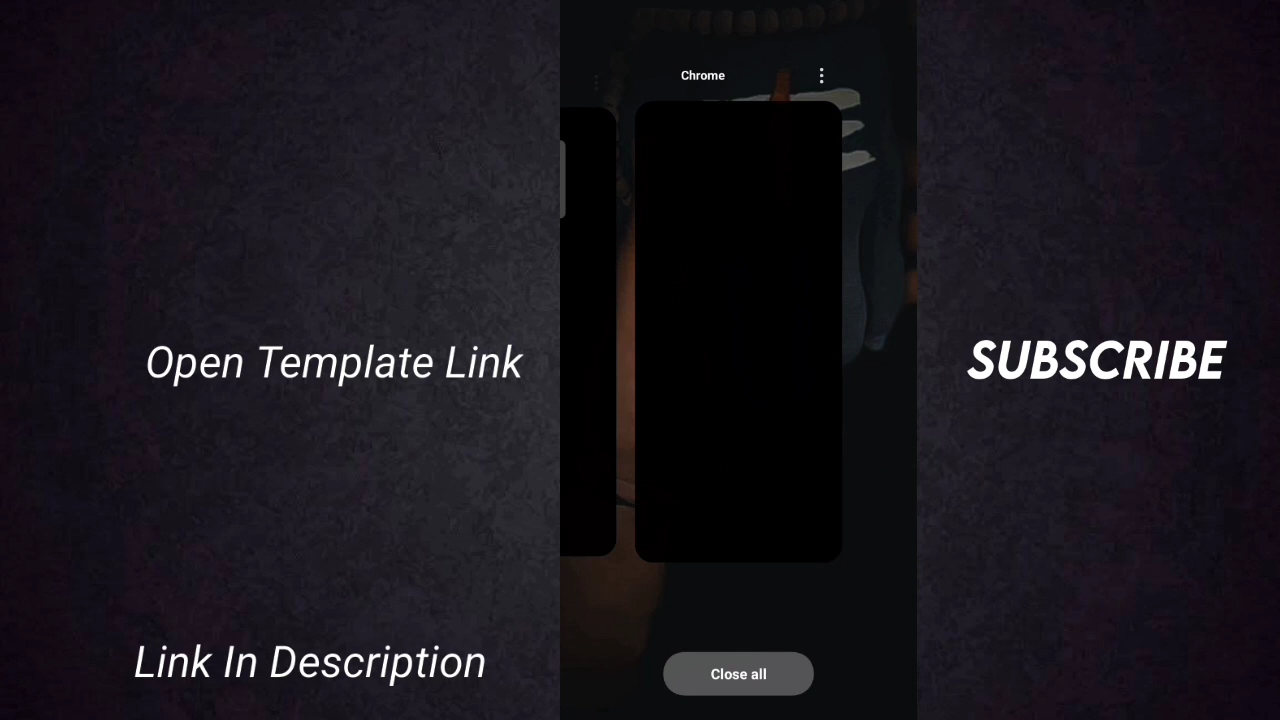 Chrome
Open Template Link
SUBSCRIBE
Link In Description
Close all